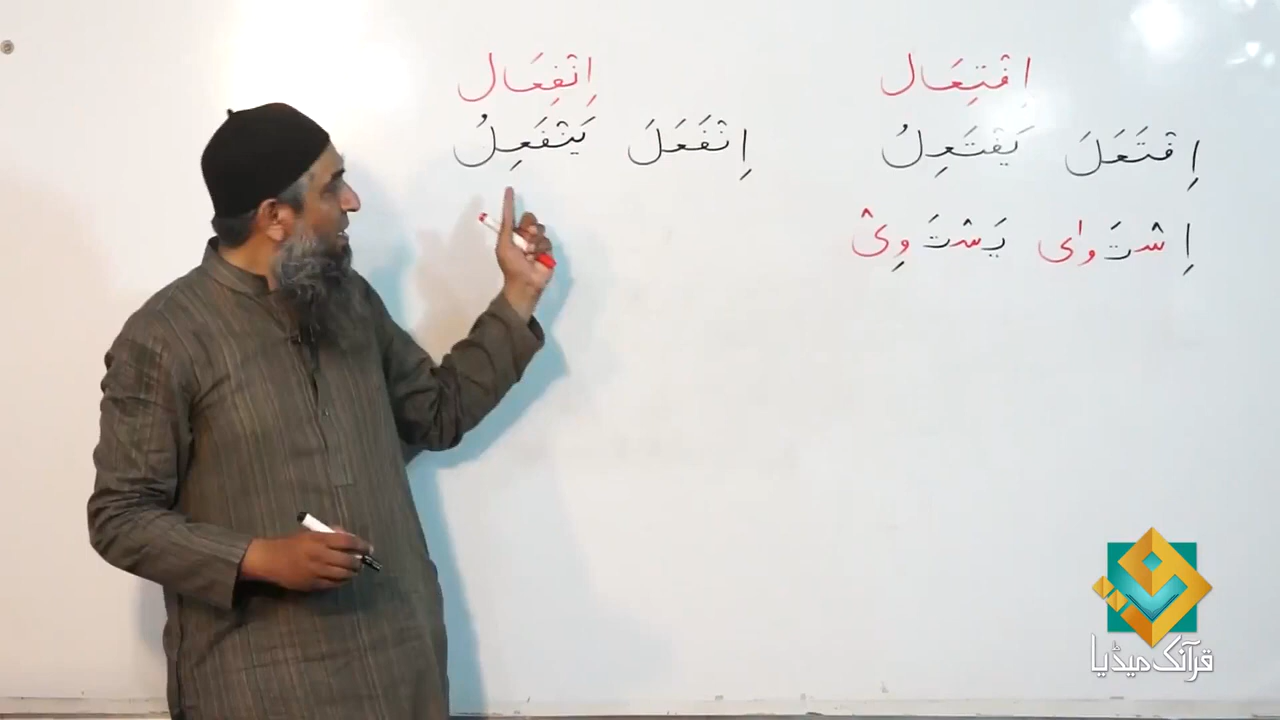 اِفْتِعَال
اِفْتَعَلَ يَفْتَعِلُ
اِشْتَوٰى يَشْتَوِىْ
اِنْفِعَال
اِنْفَعَلَ يَنْفَعِلُ
قرآنک میڈیا